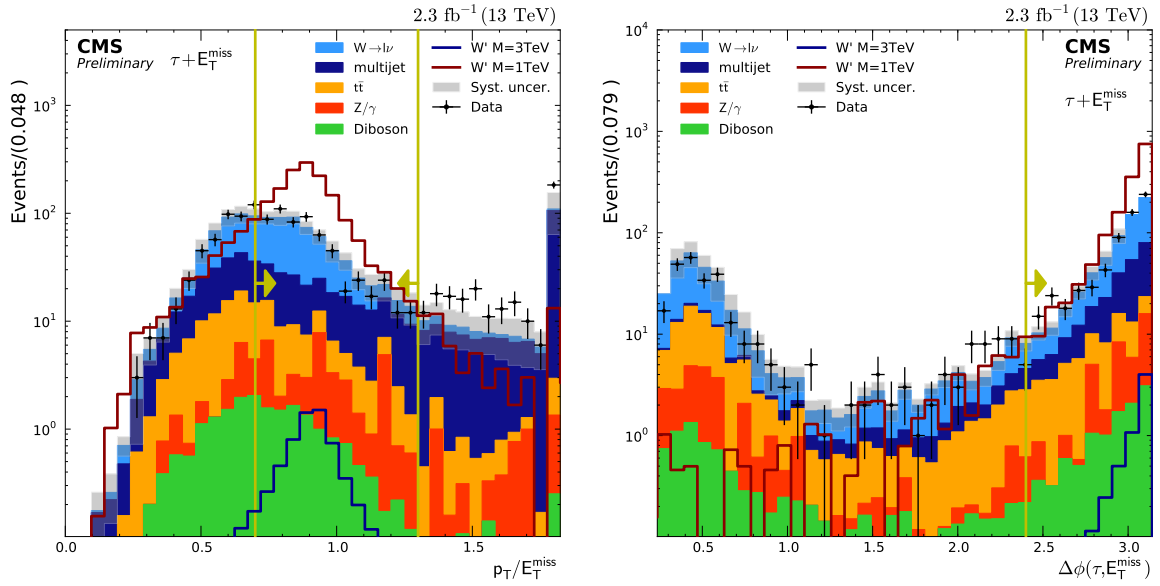 2.3 fb⁻¹ (13 TeV)
CMS
Preliminary
τ+E_T^miss
W→lν
multijet
tt̄
Z/γ
Diboson
W' M=3TeV
W' M=1TeV
Syst. uncer.
Data
Events/(0.048)
10³
10²
10¹
10⁰
0.0 0.5 1.0 1.5
p_T/E_T^miss
2.3 fb⁻¹ (13 TeV)
W→lν
multijet
tt̄
Z/γ
Diboson
W' M=3TeV
W' M=1TeV
Syst. uncer.
Data
CMS
Preliminary
τ+E_T^miss
Events/(0.079)
10⁴
10³
10²
10¹
10⁰
0.5 1.0 1.5 2.0 2.5 3.0
Δϕ(τ,E_T^miss)